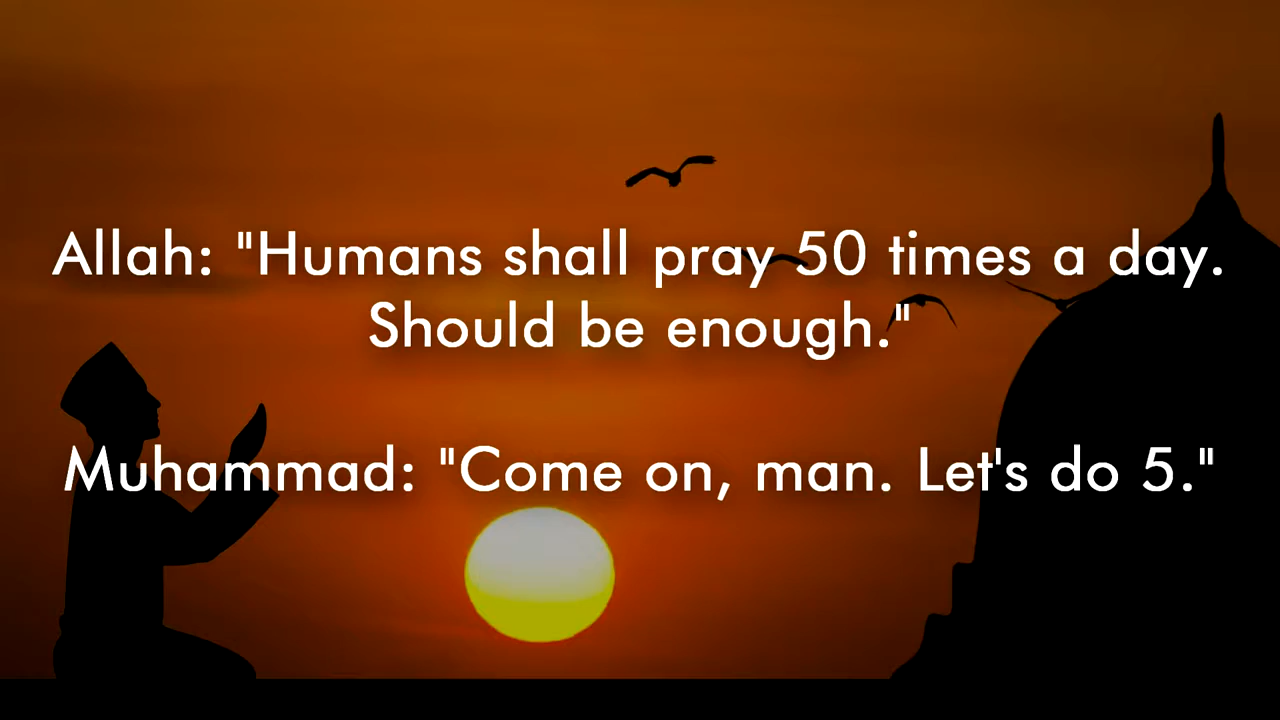 Allah: "Humans shall pray 50 times a day.
Should be enough."
Muhammad: "Come on, man. Let's do 5."